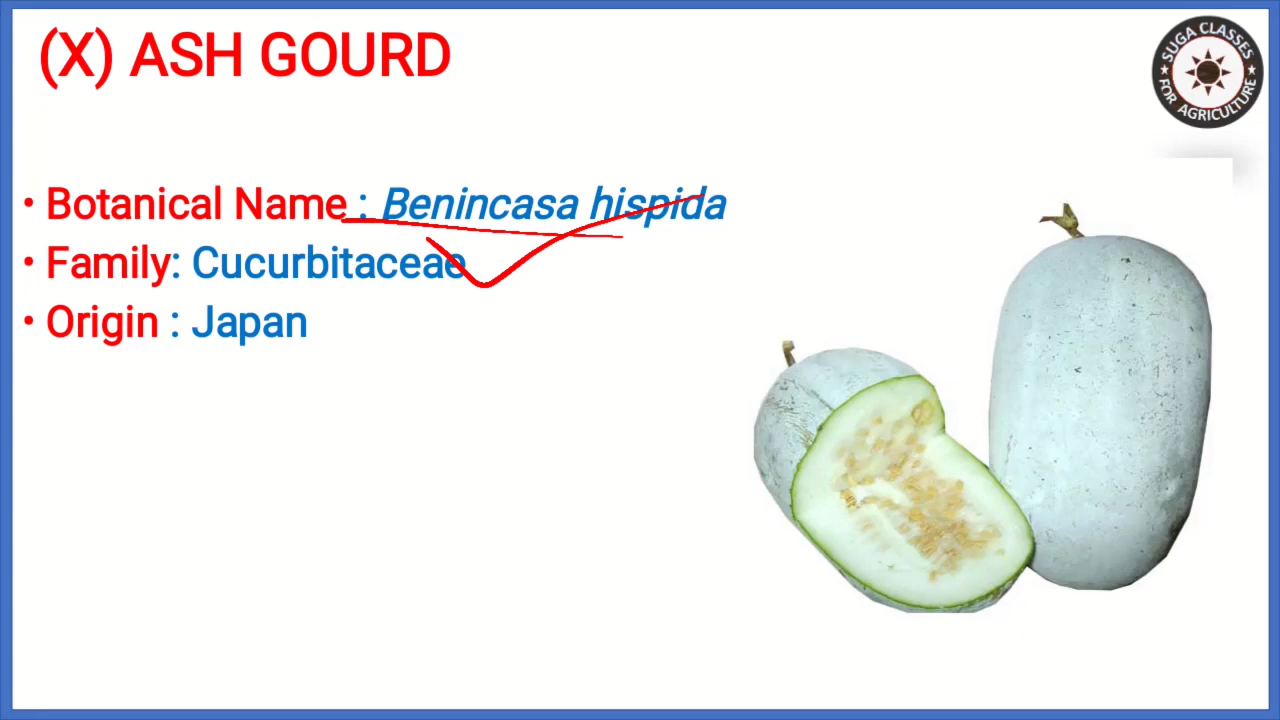 (X) ASH GOURD
SUGA CLASSES
FOR AGRICULTURE
• Botanical Name : Benincasa hispida
• Family: Cucurbitaceae
• Origin : Japan